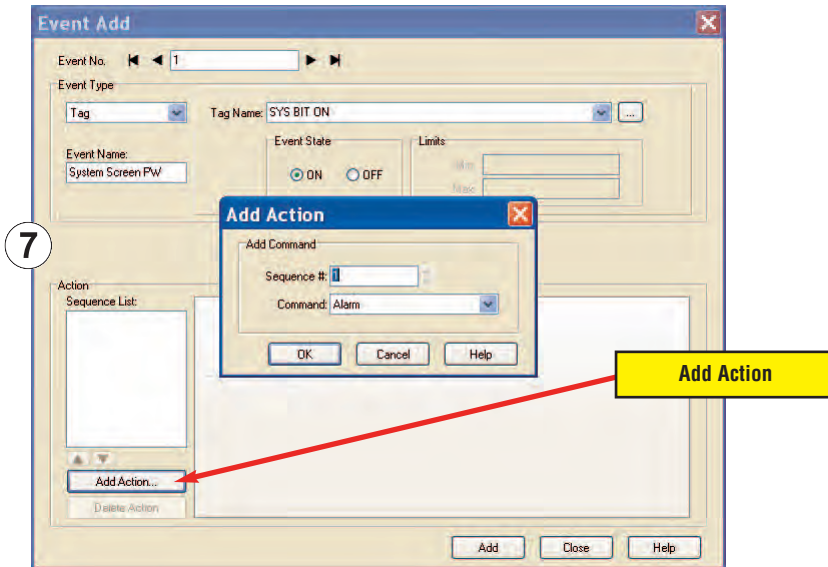 Event Add
Event No. 1
Event Type
Tag
Tag Name: SYS BIT ON
...
Event Name:
System Screen PW
Event State
ON OFF
Limits
Min:
Max:
7
Add Action
Add Command
Sequence #: 1
Command: Alarm
OK Cancel Help
Action
Sequence List:
Add Action
Add Action...
Delete Action
Add Close Help